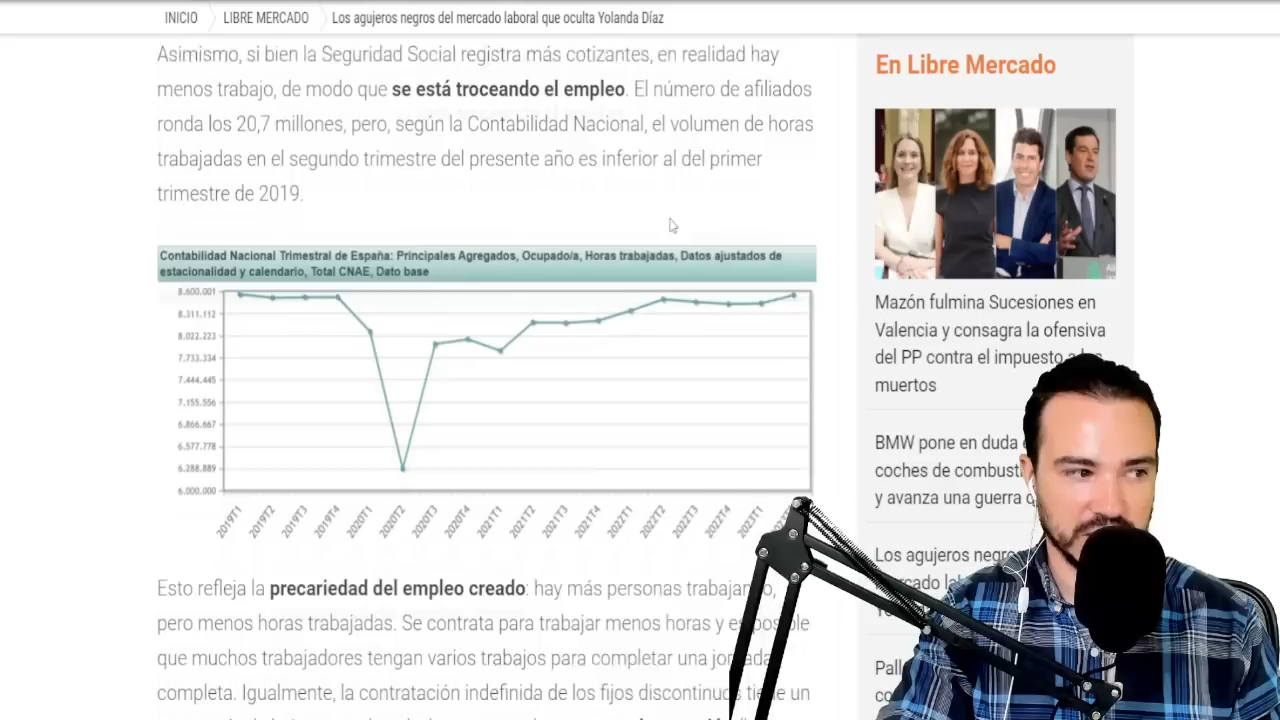 INICIO LIBRE MERCADO Los agujeros negros del mercado laboral que oculta Yolanda Díaz
Asimismo, si bien la Seguridad Social registra más cotizantes, en realidad hay
menos trabajo, de modo que se está troceando el empleo. El número de afiliados
ronda los 20,7 millones, pero, según la Contabilidad Nacional, el volumen de horas
trabajadas en el segundo trimestre del presente año es inferior al del primer
trimestre de 2019.
Contabilidad Nacional Trimestral de España: Principales Agregados, Ocupado/a, Horas trabajadas, Datos ajustados de
estacionalidad y calendario, Total CNAE, Dato base
8.600.001
8.311.112
8.022.223
7.733.334
7.444.445
7.155.556
6.866.667
6.577.778
6.288.889
6.000.000
2019T1 2019T2 2019T3 2019T4 2020T1 2020T2 2020T3 2020T4 2021T1 2021T2 2021T3 2021T4 2022T1 2022T2 2022T3 2022T4 2023T1
Esto refleja la precariedad del empleo creado: hay más personas trabajando,
pero menos horas trabajadas. Se contrata para trabajar menos horas y es posible
que muchos trabajadores tengan varios trabajos para completar una jornada
completa. Igualmente, la contratación indefinida de los fijos discontinuos tiene un
En Libre Mercado
Mazón fulmina Sucesiones en
Valencia y consagra la ofensiva
del PP contra el impuesto a los
muertos
BMW pone en duda
coches de
y avanza una guerra
Los agujeros